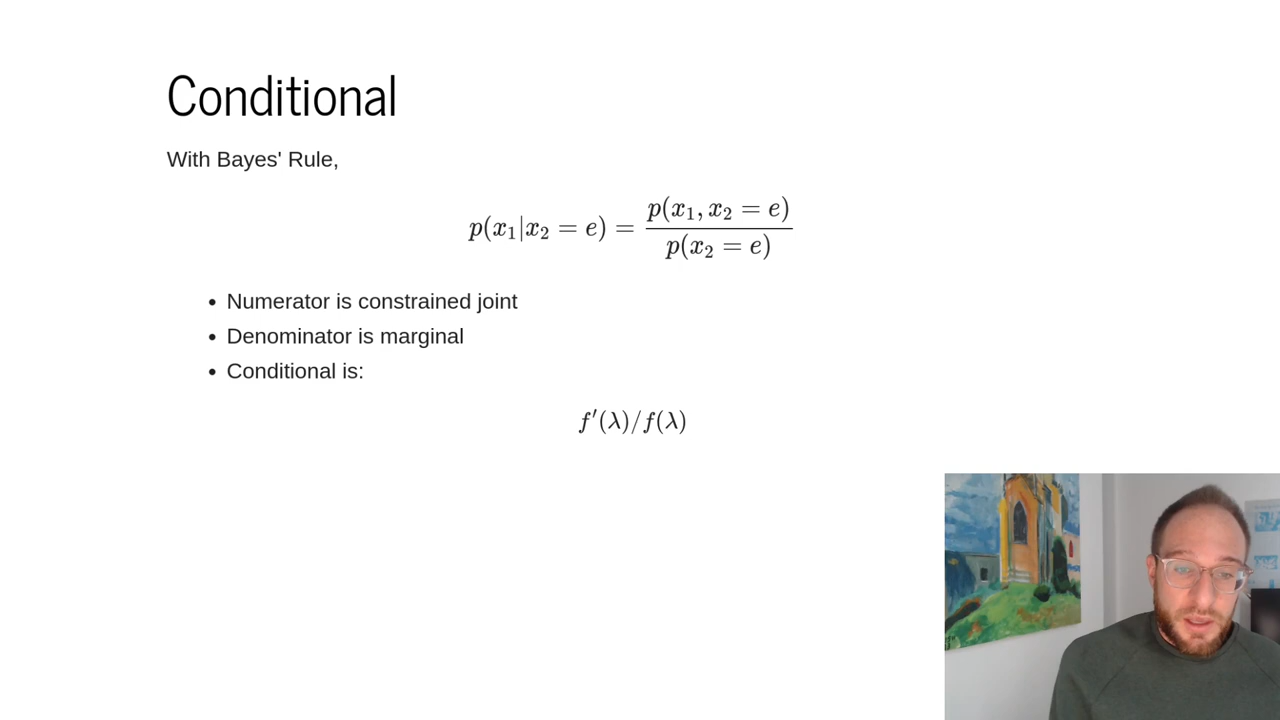 Conditional
With Bayes' Rule,
p(x₁|x₂ = e) = p(x₁, x₂ = e) / p(x₂ = e)
• Numerator is constrained joint
• Denominator is marginal
• Conditional is:
f′(λ)/f(λ)